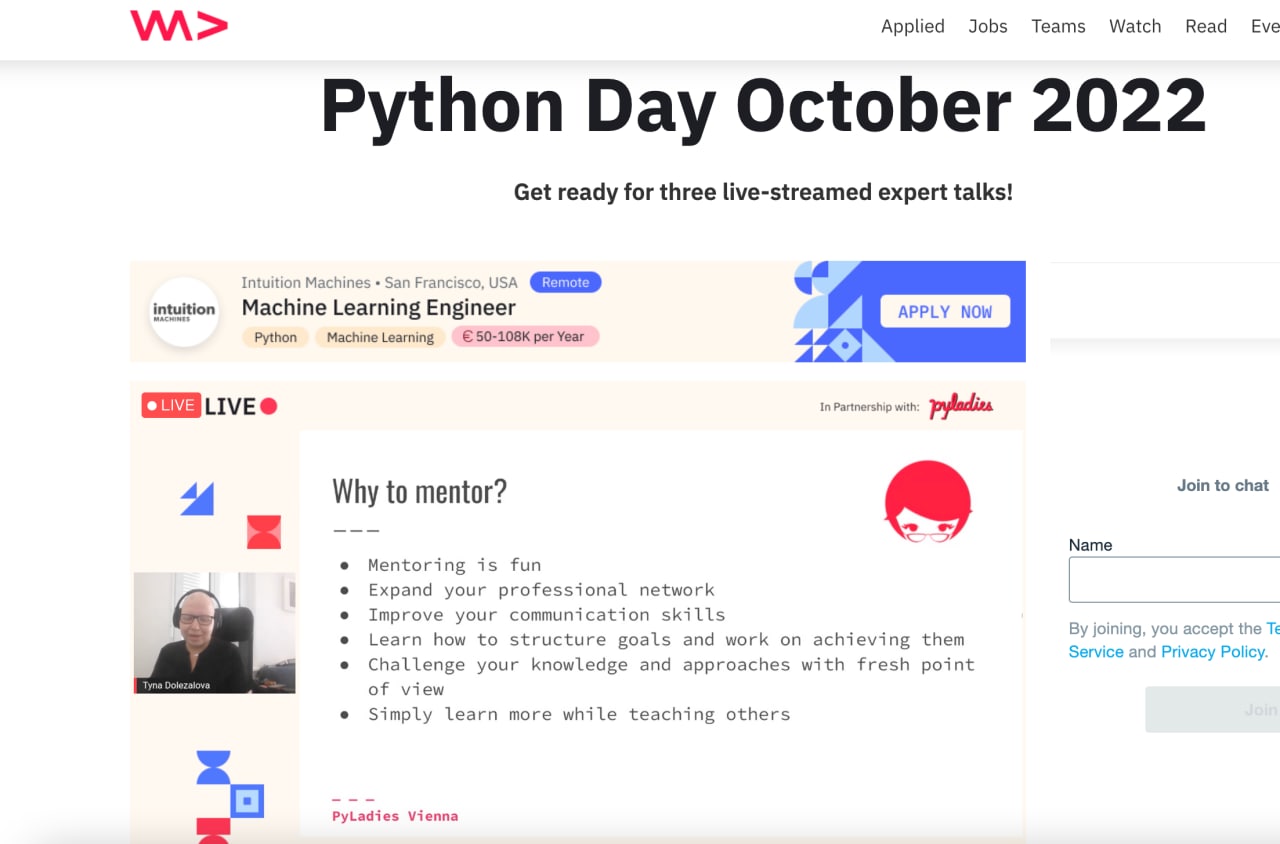 Applied Jobs Teams Watch Read Eve
Python Day October 2022
Get ready for three live-streamed expert talks!
intuition
MACHINES
Intuition Machines • San Francisco, USA Remote
Machine Learning Engineer
Python Machine Learning € 50-108K per Year
APPLY NOW
LIVE LIVE
In Partnership with: pyladies
Why to mentor?
– – –
● Mentoring is fun
● Expand your professional network
● Improve your communication skills
● Learn how to structure goals and work on achieving them
● Challenge your knowledge and approaches with fresh point
of view
● Simply learn more while teaching others
Tyna Dolezalova
– – –
PyLadies Vienna
Join to chat
Name
By joining, you accept the Te
Service and Privacy Policy.
Join